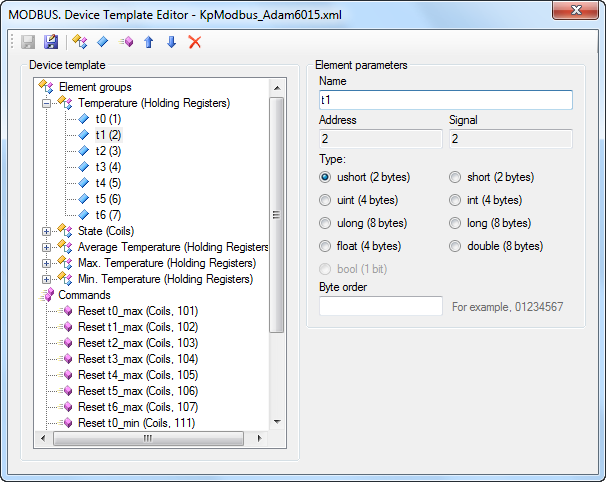 MODBUS. Device Template Editor - KpModbus_Adam6015.xml
Device template
Element groups
Temperature (Holding Registers)
t0 (1)
t1 (2)
t2 (3)
t3 (4)
t4 (5)
t5 (6)
t6 (7)
State (Coils)
Average Temperature (Holding Registers
Max. Temperature (Holding Registers)
Min. Temperature (Holding Registers)
Commands
Reset t0_max (Coils, 101)
Reset t1_max (Coils, 102)
Reset t2_max (Coils, 103)
Reset t3_max (Coils, 104)
Reset t4_max (Coils, 105)
Reset t5_max (Coils, 106)
Reset t6_max (Coils, 107)
Reset t0_min (Coils, 111)
Element parameters
Name
t1
Address Signal
2 2
Type:
ushort (2 bytes) short (2 bytes)
uint (4 bytes) int (4 bytes)
ulong (8 bytes) long (8 bytes)
float (4 bytes) double (8 bytes)
bool (1 bit)
Byte order
For example, 01234567